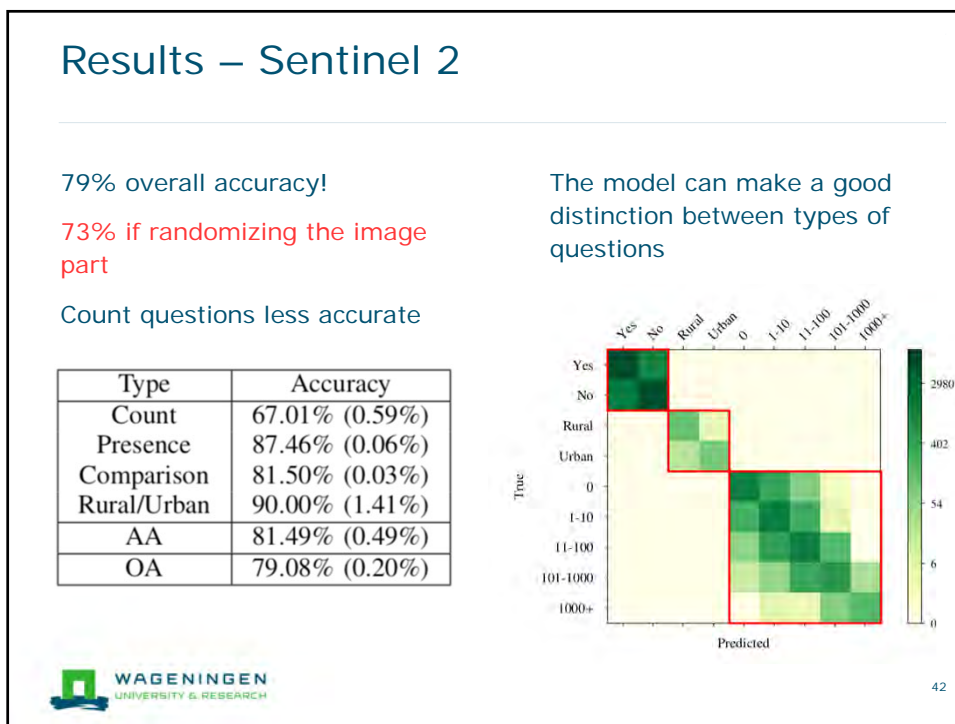 Results – Sentinel 2
79% overall accuracy!
73% if randomizing the image
part
Count questions less accurate
Type Accuracy
Count 67.01% (0.59%)
Presence 87.46% (0.06%)
Comparison 81.50% (0.03%)
Rural/Urban 90.00% (1.41%)
AA 81.49% (0.49%)
OA 79.08% (0.20%)
The model can make a good
distinction between types of
questions
Yes No Rural Urban 0 1-10 11-100 101-1000 1000+
Yes
No
Rural
Urban
0
1-10
11-100
101-1000
1000+
True
Predicted
2980
402
54
6
0
WAGENINGEN
UNIVERSITY & RESEARCH
42